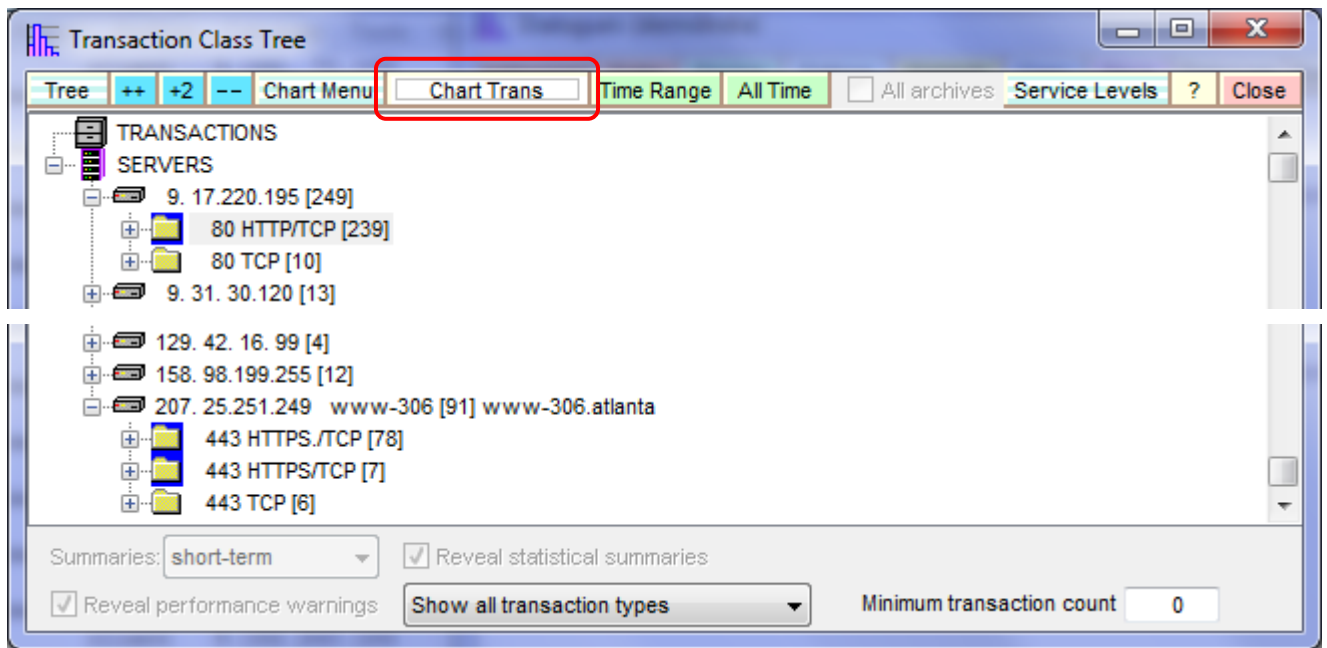 Transaction Class Tree
Tree ++ +2 -- Chart Menu Chart Trans Time Range All Time All archives Service Levels ? Close
TRANSACTIONS
SERVERS
9. 17.220.195 [249]
80 HTTP/TCP [239]
80 TCP [10]
9. 31. 30.120 [13]
129. 42. 16. 99 [4]
158. 98.199.255 [12]
207. 25.251.249 www-306 [91] www-306.atlanta
443 HTTPS./TCP [78]
443 HTTPS/TCP [7]
443 TCP [6]
Summaries: short-term Reveal statistical summaries
Reveal performance warnings Show all transaction types Minimum transaction count 0